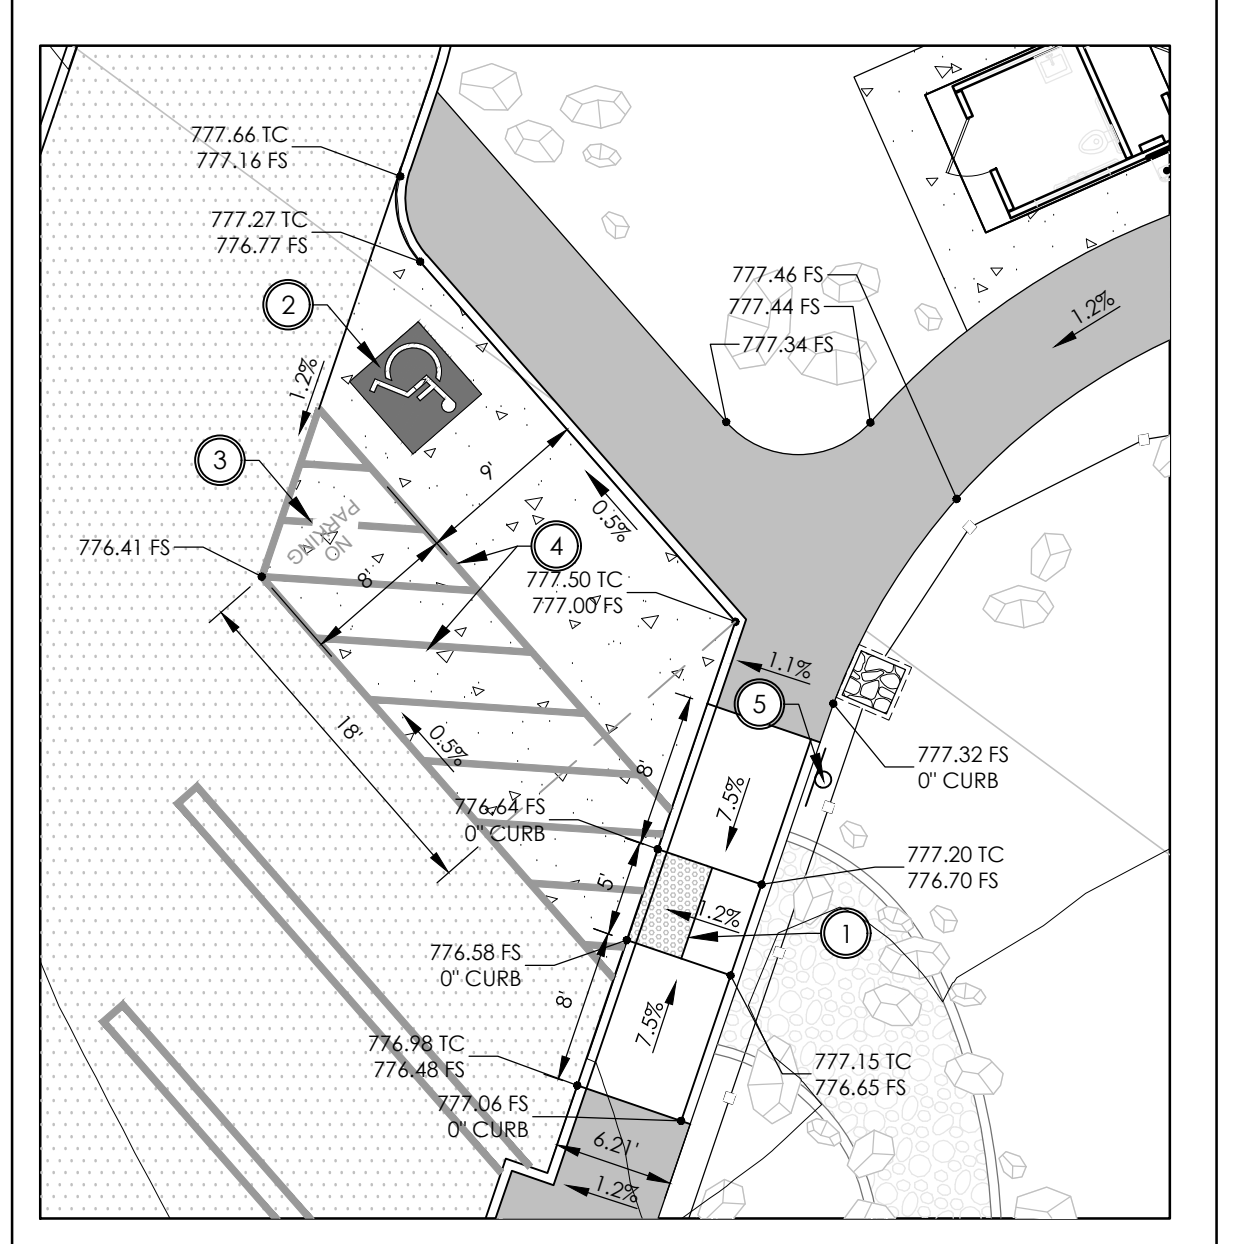 777.66 TC
777.16 FS
777.27 TC
776.77 FS
2
777.46 FS
777.44 FS
777.34 FS
1.2%
1.2%
3
9'
0.5%
NO
PARKING
4
776.41 FS
8'
777.50 TC
777.00 FS
1.1%
5
18'
0.5%
8'
7.5%
777.32 FS
0" CURB
776.64 FS
0" CURB
777.20 TC
776.70 FS
5'
1.2%
1
776.58 FS
0" CURB
8'
7.5%
776.98 TC
776.48 FS
777.15 TC
776.65 FS
777.06 FS
0" CURB
6.21'
1.2%